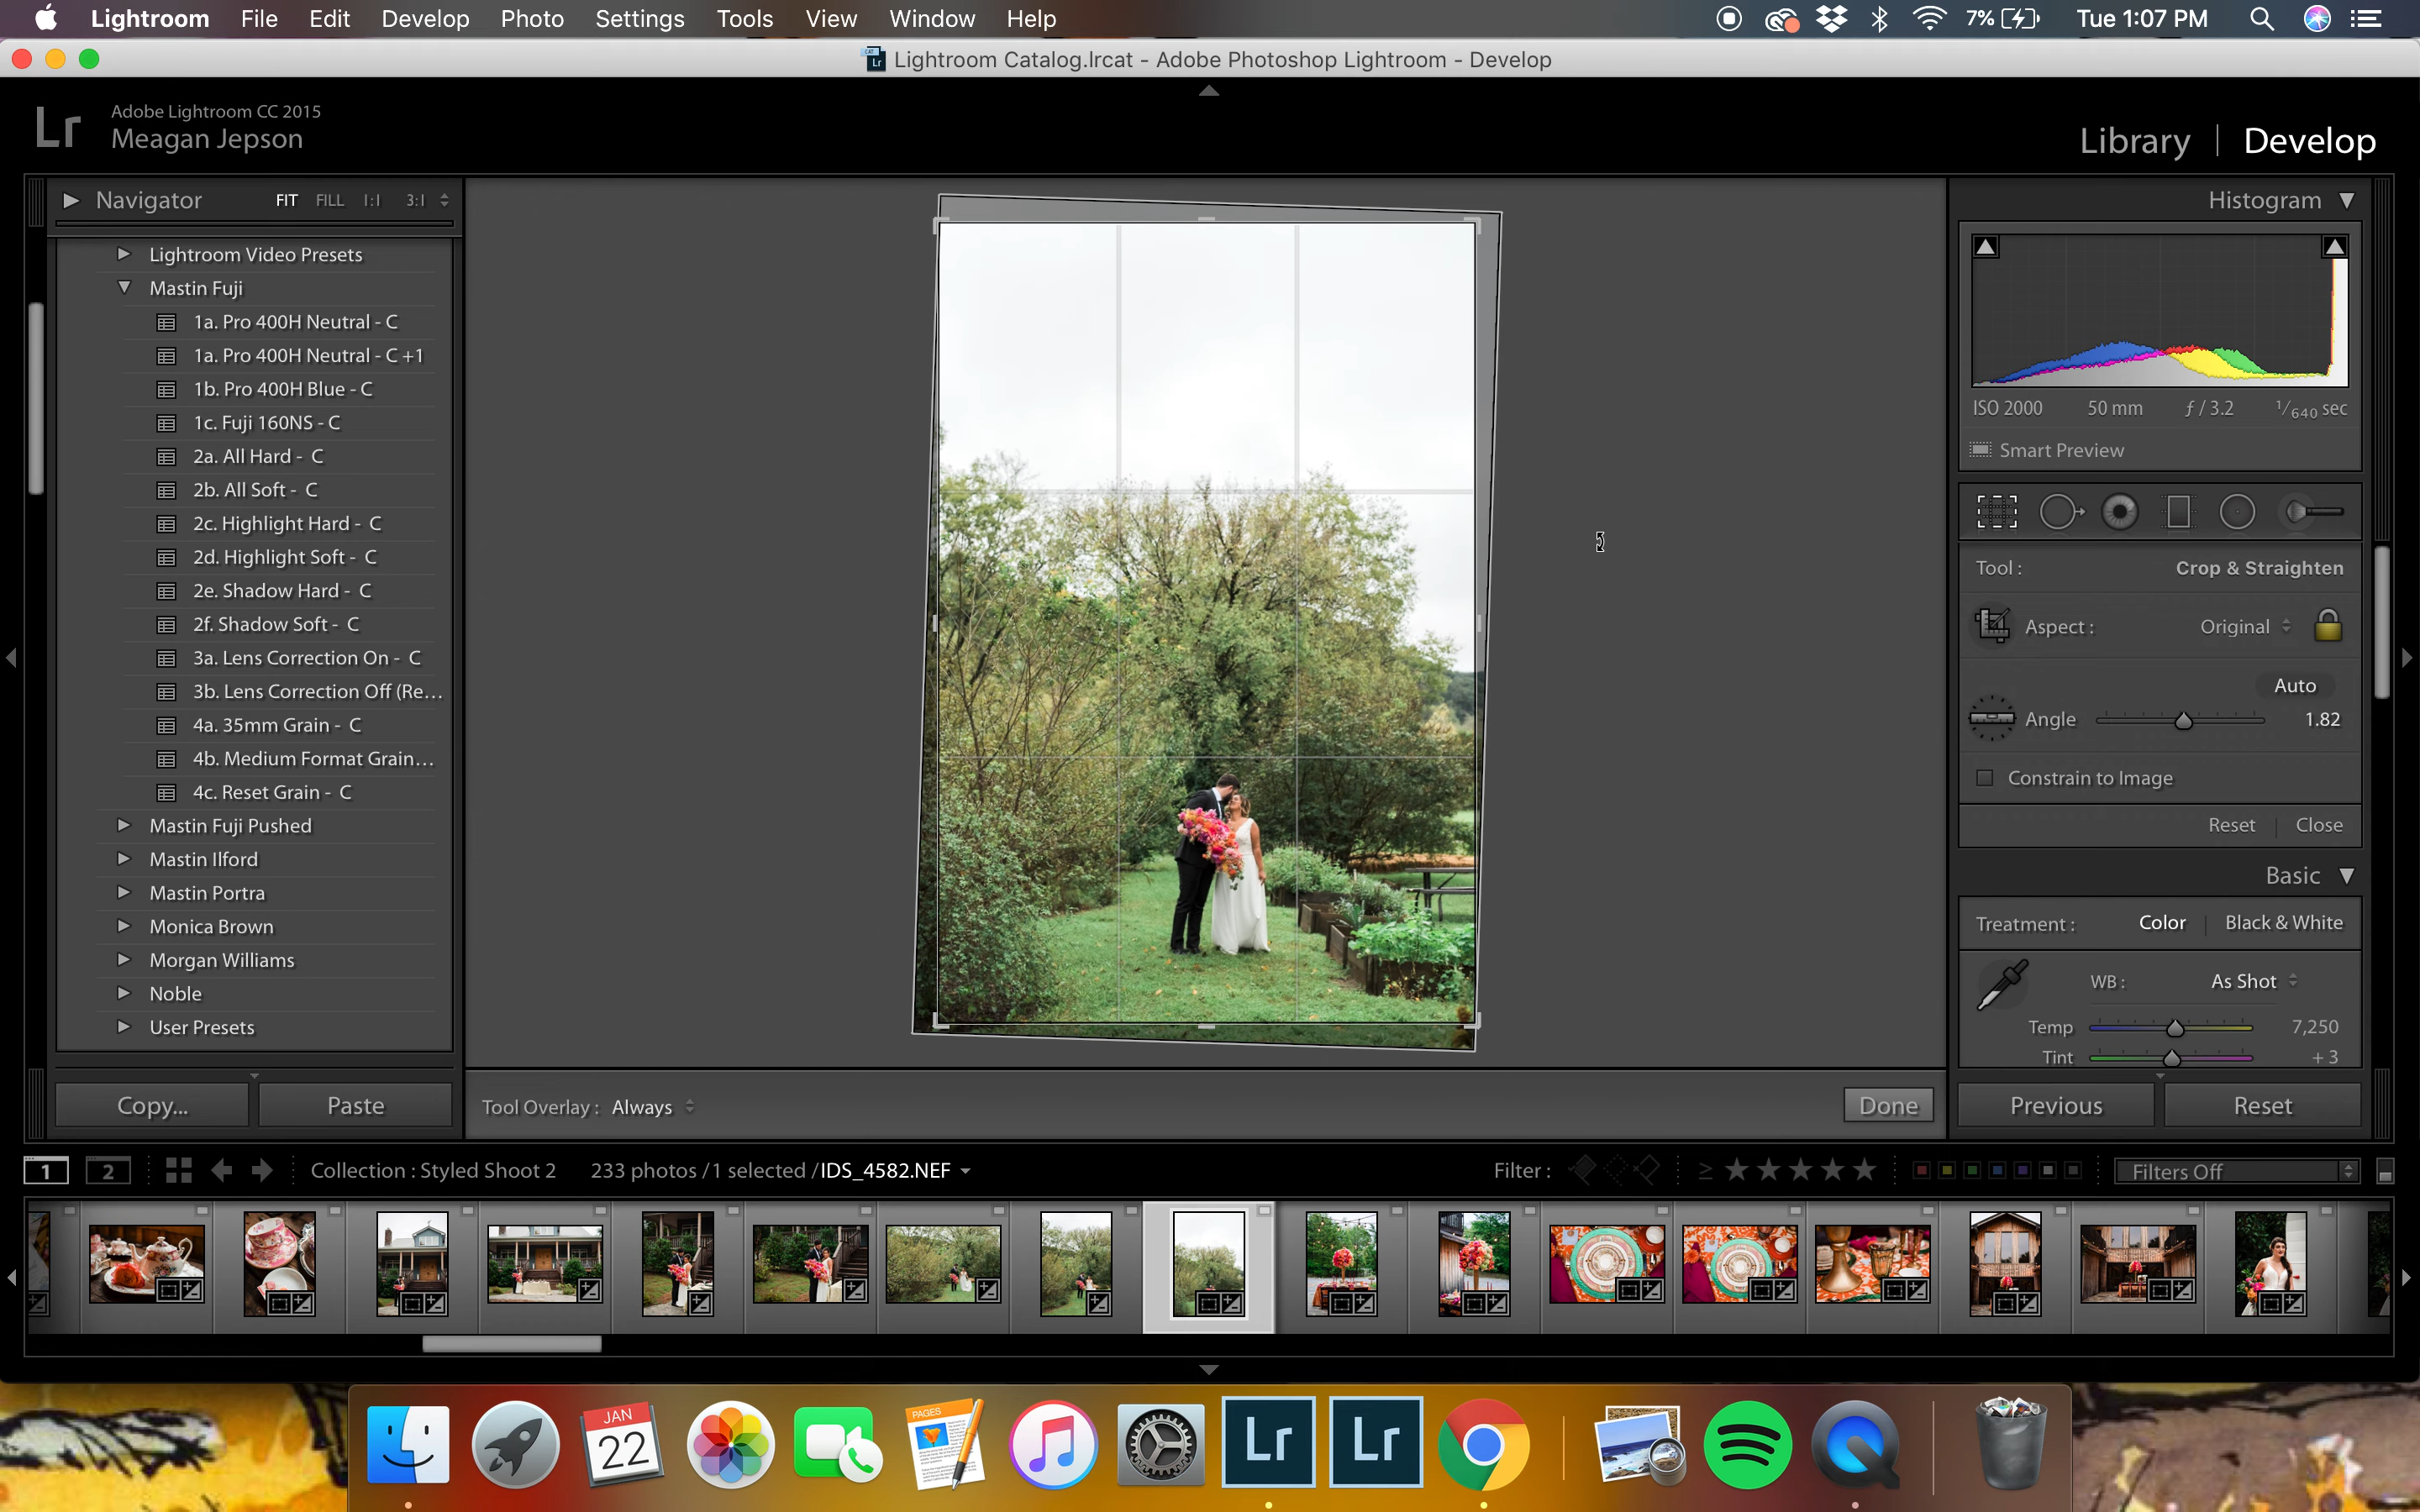 Lightroom File Edit Develop Photo Settings Tools View Window Help 7% Tue 1:07 PM
Lightroom Catalog.lrcat - Adobe Photoshop Lightroom - Develop
Lr Adobe Lightroom CC 2015
Meagan Jepson
Library | Develop
Navigator FIT FILL 1:1 3:1
Lightroom Video Presets
Mastin Fuji
1a. Pro 400H Neutral - C
1a. Pro 400H Neutral - C +1
1b. Pro 400H Blue - C
1c. Fuji 160NS - C
2a. All Hard - C
2b. All Soft - C
2c. Highlight Hard - C
2d. Highlight Soft - C
2e. Shadow Hard - C
2f. Shadow Soft - C
3a. Lens Correction On - C
3b. Lens Correction Off (Re...
4a. 35mm Grain - C
4b. Medium Format Grain...
4c. Reset Grain - C
Mastin Fuji Pushed
Mastin Ilford
Mastin Portra
Monica Brown
Morgan Williams
Noble
User Presets
Copy... Paste
Tool Overlay : Always Done
Histogram
ISO 2000 50 mm ƒ / 3.2 1/640 sec
Smart Preview
Tool : Crop & Straighten
Aspect : Original
Auto
Angle 1.82
Constrain to Image
Reset Close
Basic
Treatment : Color Black & White
WB : As Shot
Temp 7,250
Tint + 3
Previous Reset
1 2 Collection : Styled Shoot 2 233 photos / 1 selected / IDS_4582.NEF Filter : ≥ ★ ★ ★ ★ ★ Filters Off
JAN
22
PAGES
Lr Lr